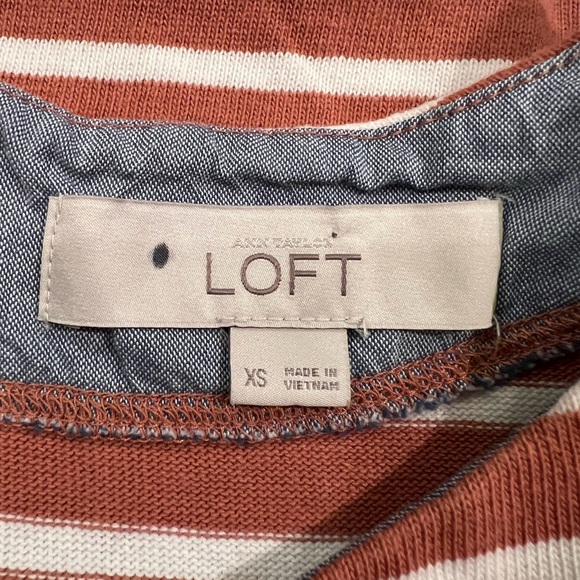 ANN TAYLOR
LOFT
XS
MADE IN
VIETNAM